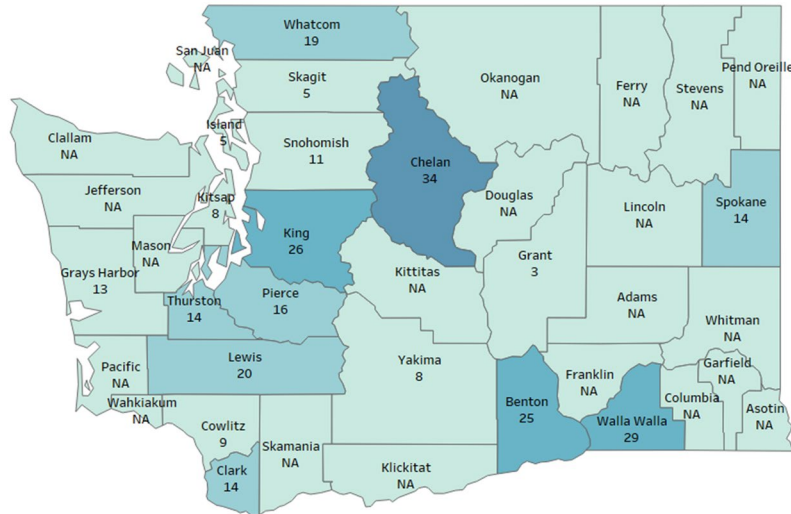 Whatcom
19
San Juan
NA
Skagit
5
Okanogan
NA
Ferry
NA
Stevens
NA
Pend Oreille
NA
Island
5
Clallam
NA
Snohomish
11
Chelan
34
Jefferson
NA
Kitsap
8
Douglas
NA
Lincoln
NA
Spokane
14
King
26
Mason
NA
Grays Harbor
13
Kittitas
NA
Grant
3
Thurston
14
Pierce
16
Adams
NA
Whitman
NA
Lewis
20
Pacific
NA
Yakima
8
Franklin
NA
Garfield
NA
Wahkiakum
NA
Benton
25
Columbia
NA
Asotin
NA
Cowlitz
9
Walla Walla
29
Skamania
NA
Clark
14
Klickitat
NA